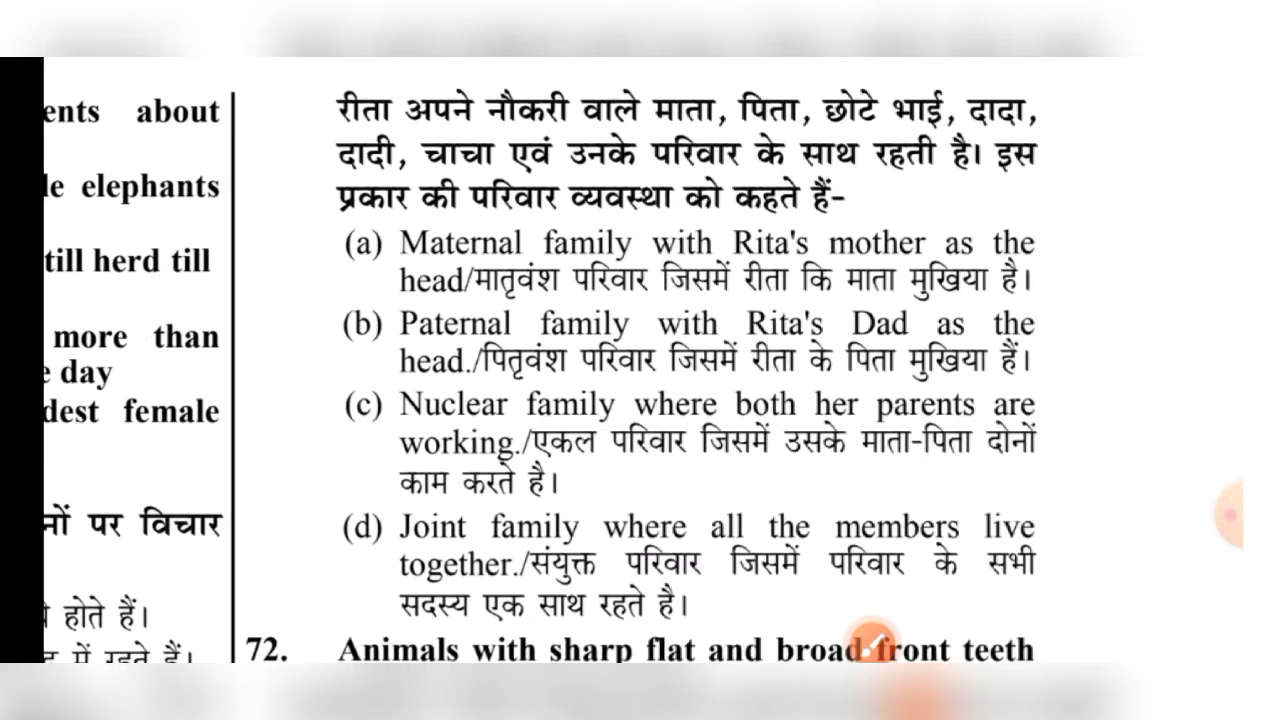 ents about
le elephants
till herd till
more than
e day
dest female
नों पर विचार
होते हैं।
में रहते हैं।
रीता अपने नौकरी वाले माता, पिता, छोटे भाई, दादा,
दादी, चाचा एवं उनके परिवार के साथ रहती है। इस
प्रकार की परिवार व्यवस्था को कहते हैं-
(a) Maternal family with Rita's mother as the
head/मातृवंश परिवार जिसमें रीता कि माता मुखिया है।
(b) Paternal family with Rita's Dad as the
head./पितृवंश परिवार जिसमें रीता के पिता मुखिया हैं।
(c) Nuclear family where both her parents are
working./एकल परिवार जिसमें उसके माता-पिता दोनों
काम करते है।
(d) Joint family where all the members live
together./संयुक्त परिवार जिसमें परिवार के सभी
सदस्य एक साथ रहते है।
72. Animals with sharp flat and broad front teeth